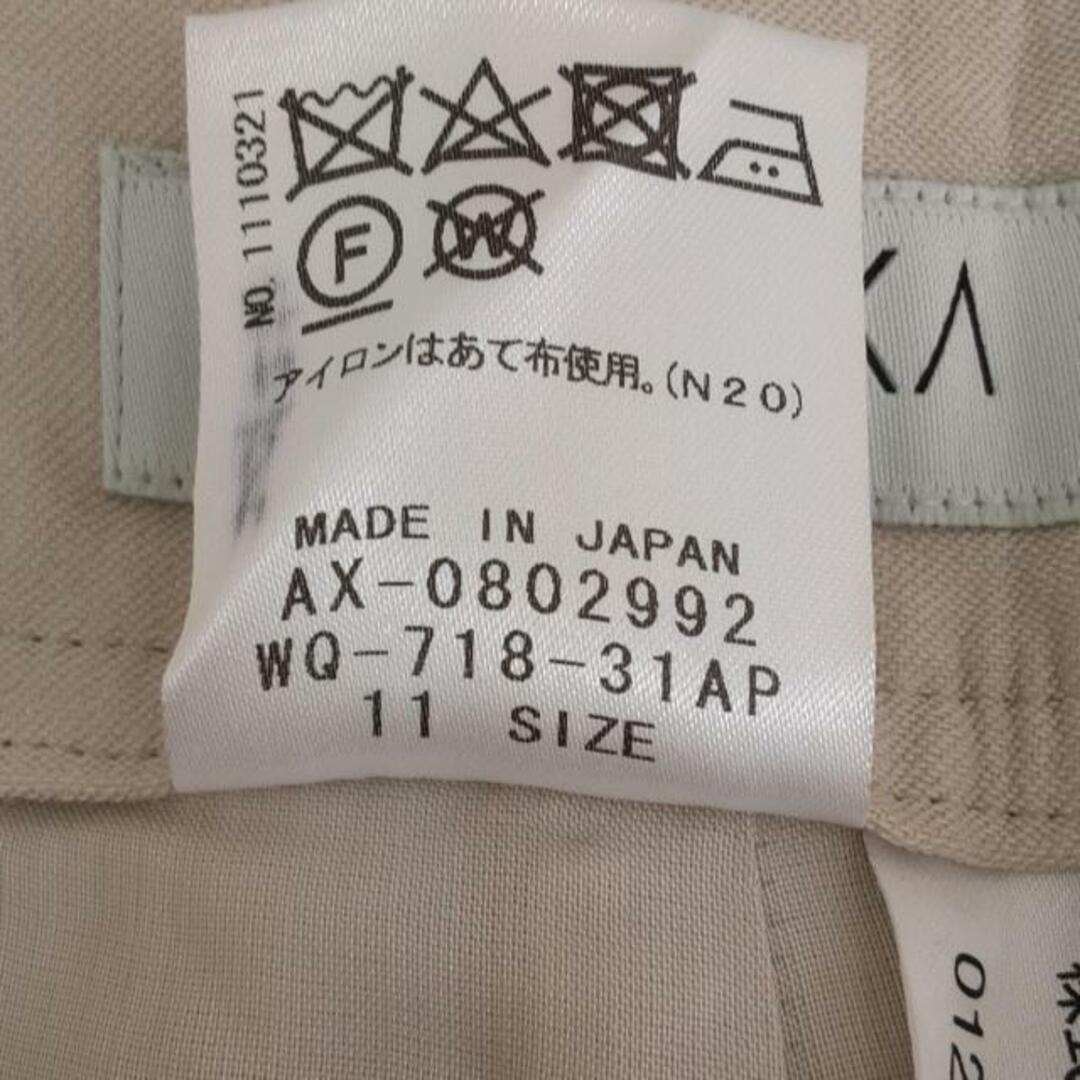 NO. 1110321
F
W
アイロンはあて布使用。(N20)
MADE IN JAPAN
AX-0802992
WQ-718-31AP
11 SIZE
KA
012